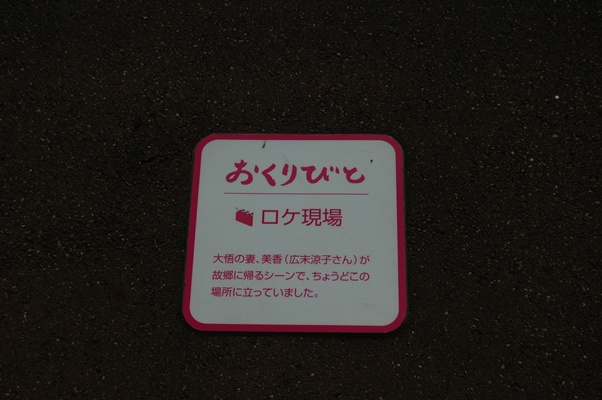 おくりびと
ロケ現場
大悟の妻、美香（広末涼子さん）が
故郷に帰るシーンで、ちょうどこの
場所に立っていました。